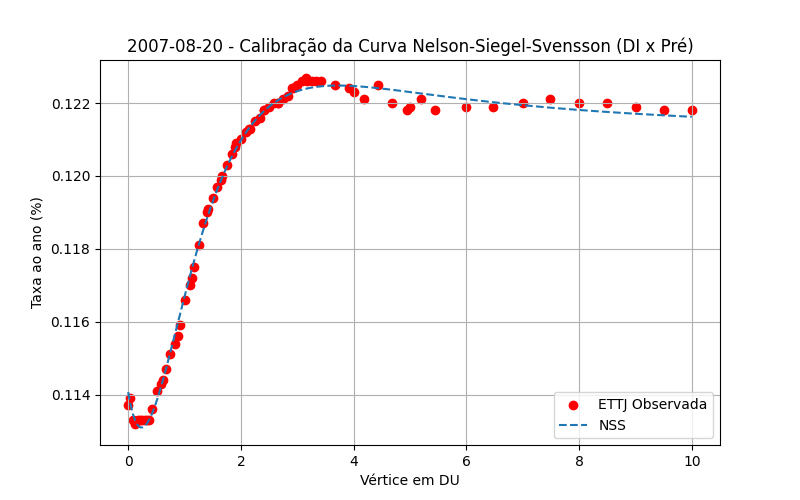 2007-08-20 - Calibração da Curva Nelson-Siegel-Svensson (DI x Pré)
Taxa ao ano (%)
0.122
0.120
0.118
0.116
0.114
ETTJ Observada
NSS
0 2 4 6 8 10
Vértice em DU